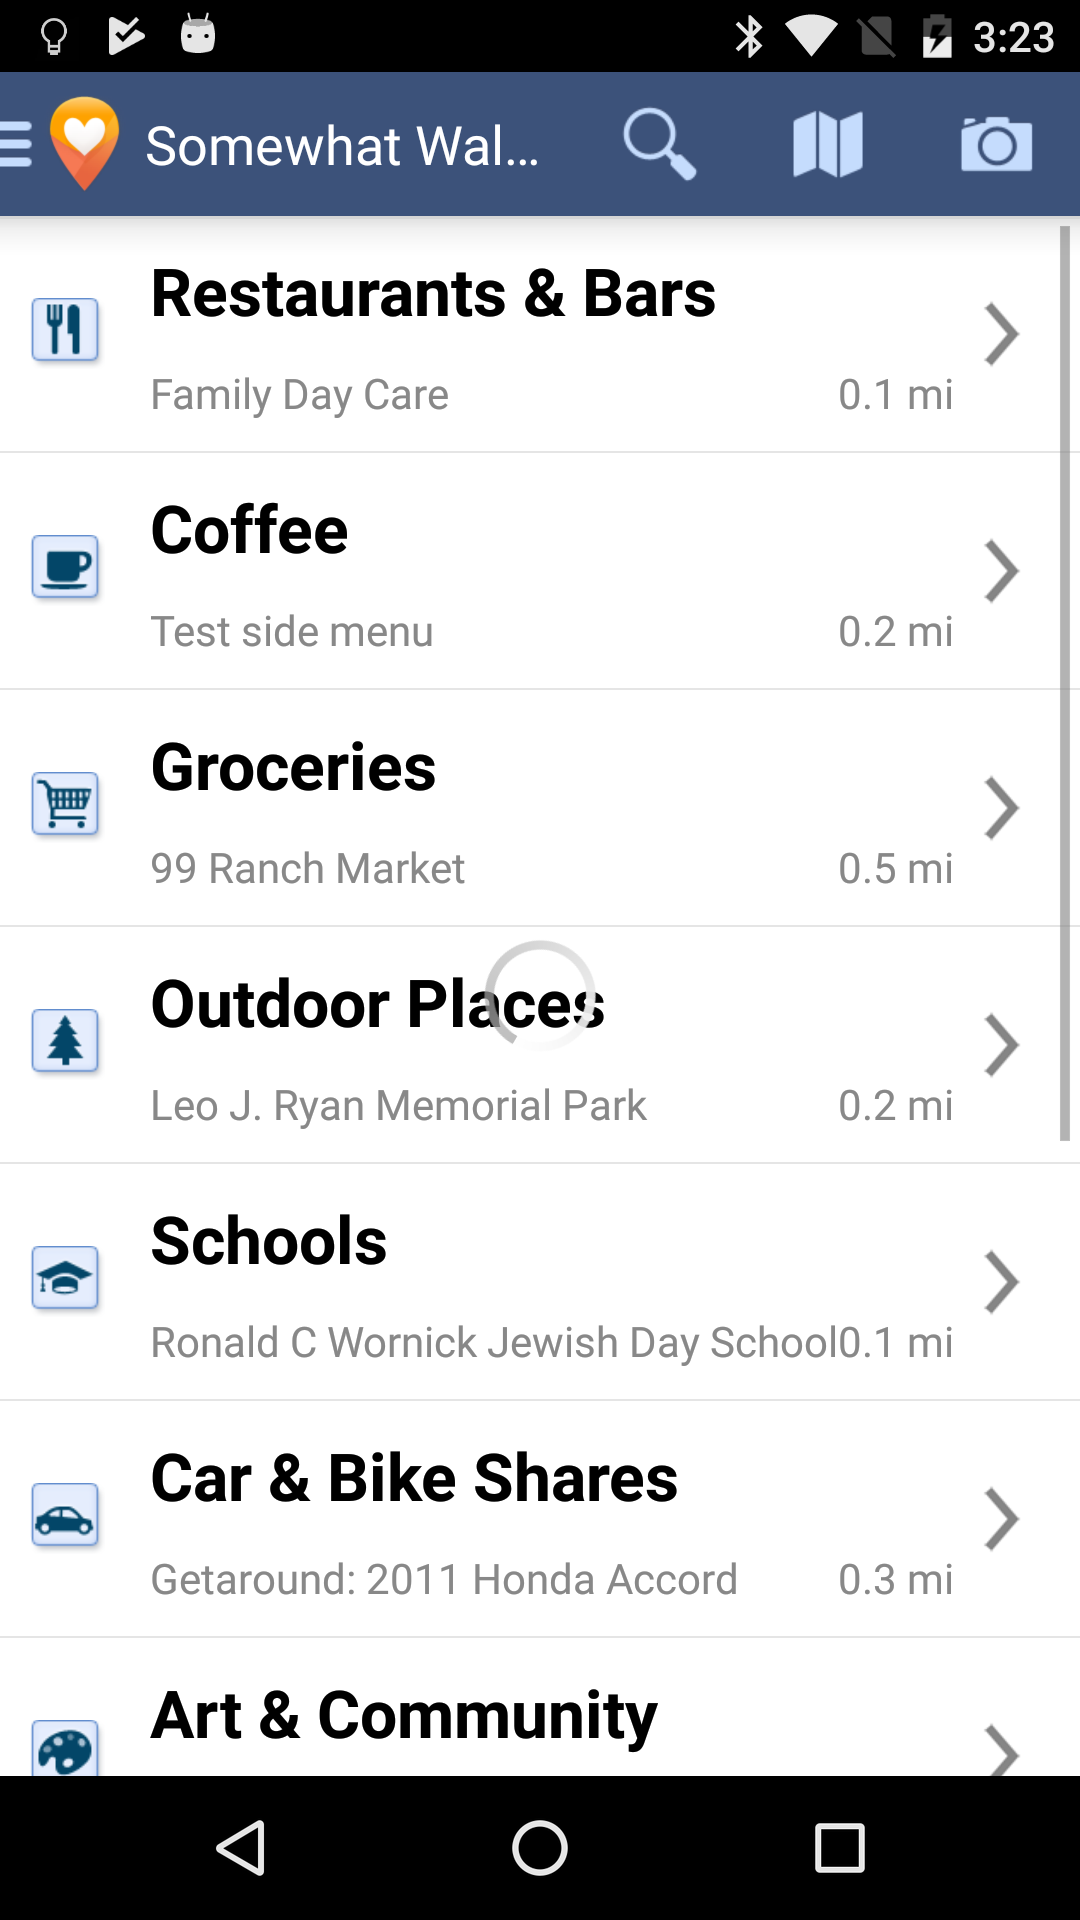 3:23
Somewhat Wal...
Restaurants & Bars
Family Day Care 0.1 mi
Coffee
Test side menu 0.2 mi
Groceries
99 Ranch Market 0.5 mi
Outdoor Places
Leo J. Ryan Memorial Park 0.2 mi
Schools
Ronald C Wornick Jewish Day School 0.1 mi
Car & Bike Shares
Getaround: 2011 Honda Accord 0.3 mi
Art & Community